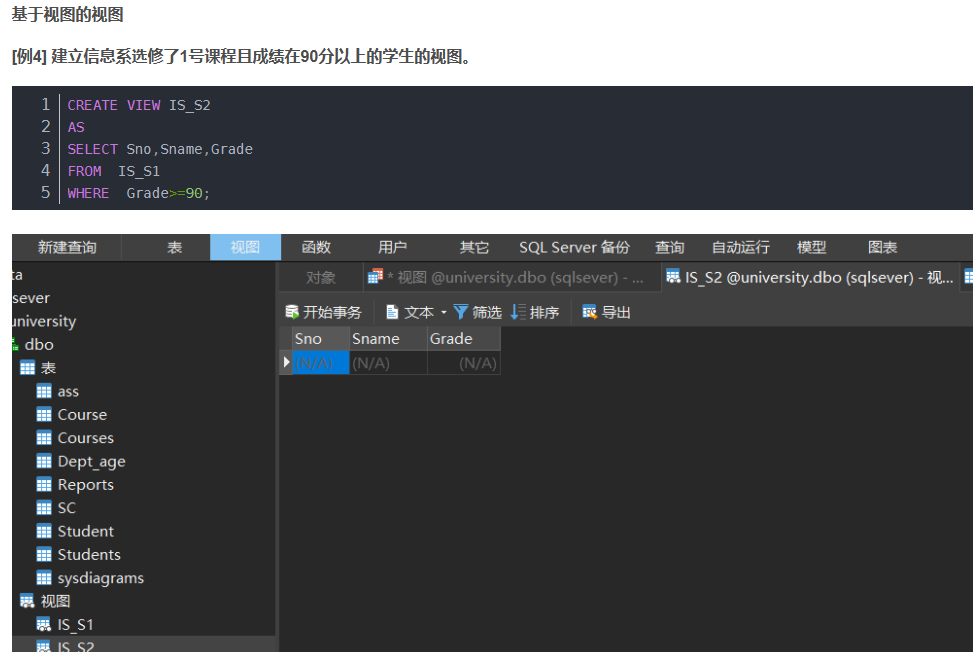 基于视图的视图
[例4] 建立信息系选修了1号课程且成绩在90分以上的学生的视图。
1 CREATE VIEW IS_S2
2 AS
3 SELECT Sno,Sname,Grade
4 FROM  IS_S1
5 WHERE  Grade>=90;
新建查询 表 视图 函数 用户 其它 SQL Server 备份 查询 自动运行 模型 图表
ta
对象 * 视图 @university.dbo (sqlsever) - ... IS_S2 @university.dbo (sqlsever) - 视...
sever
开始事务 文本 筛选 排序 导出
university
Sno Sname Grade
dbo
(N/A) (N/A) (N/A)
表
ass
Course
Courses
Dept_age
Reports
SC
Student
Students
sysdiagrams
视图
IS_S1
IS_S2